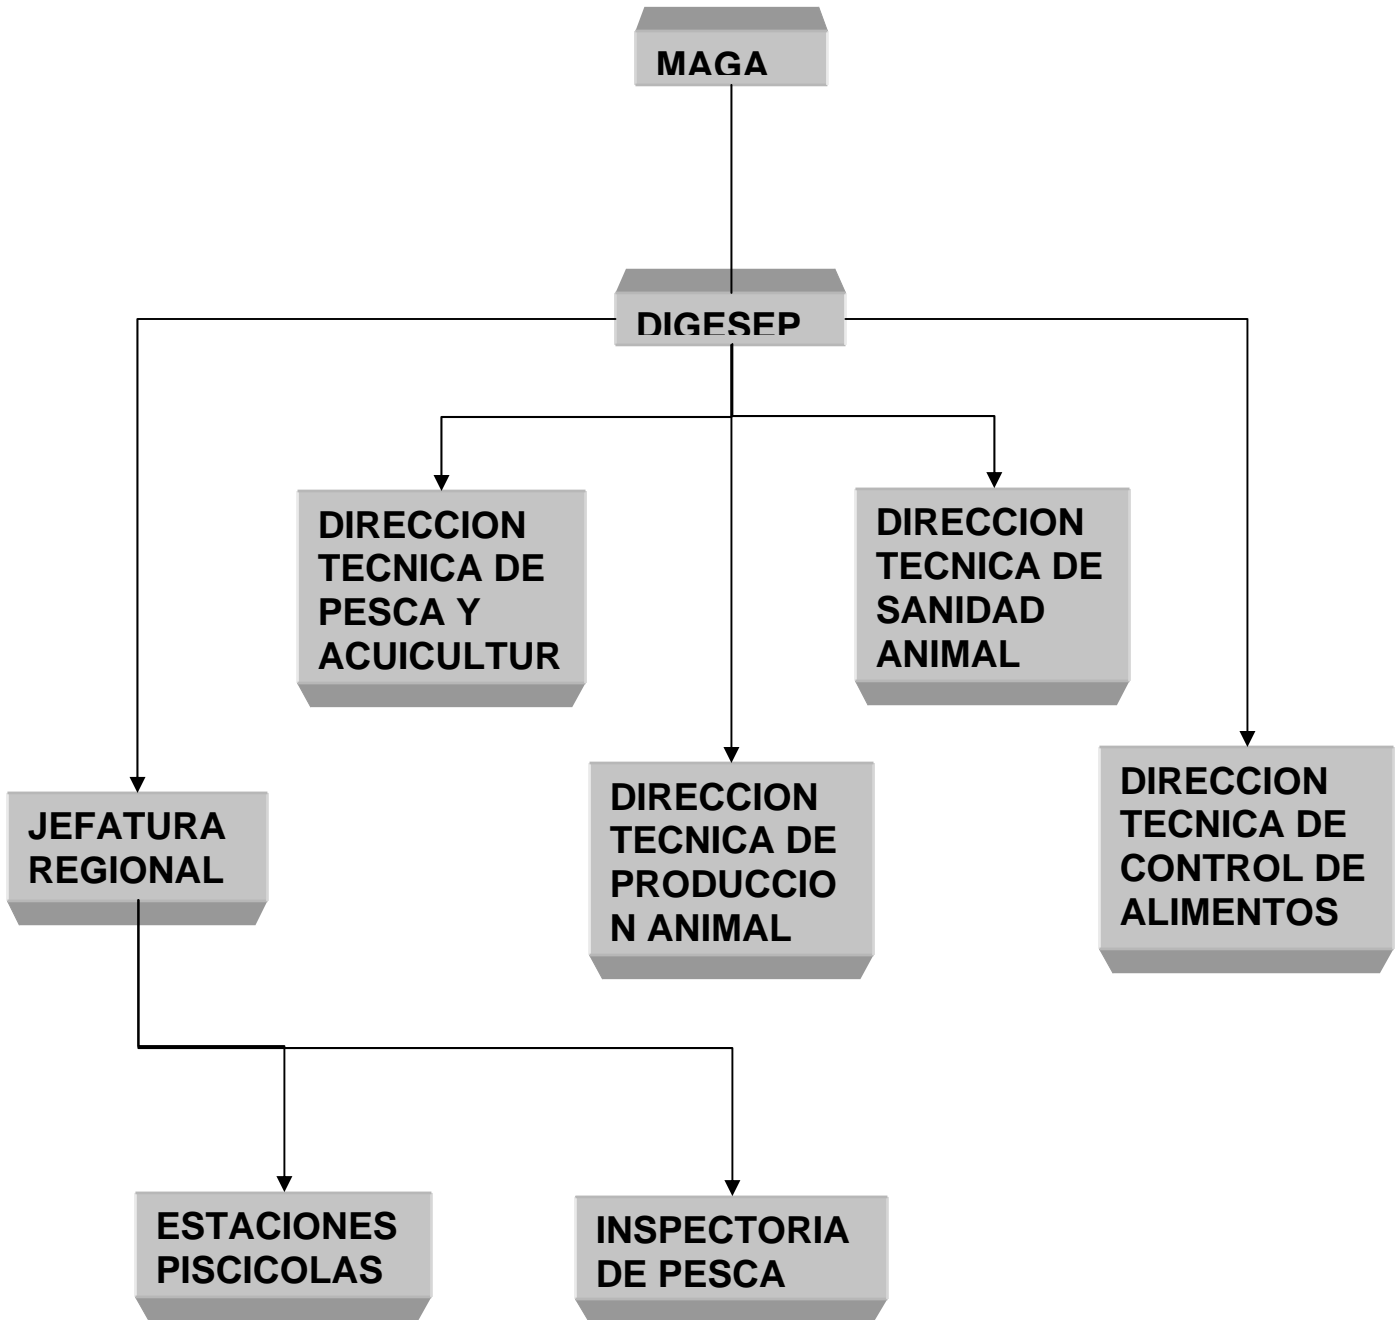 MAGA
DIGESEP
DIRECCION
TECNICA DE
PESCA Y
ACUICULTUR
DIRECCION
TECNICA DE
SANIDAD
ANIMAL
JEFATURA
REGIONAL
DIRECCION
TECNICA DE
PRODUCCIO
N ANIMAL
DIRECCION
TECNICA DE
CONTROL DE
ALIMENTOS
ESTACIONES
PISCICOLAS
INSPECTORIA
DE PESCA